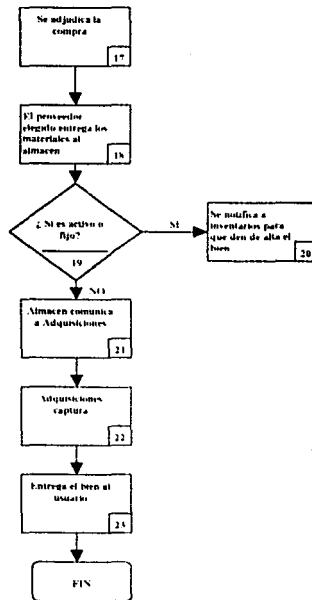 Se adjudica la
compra
17
El proveedor
elegido entrega los
materiales al
almacen
18
¿ Si es activo o
fijo?
19
SI
Se notifica a
inventarios para
que den de alta el
bien
20
NO
Almacen comunica
a Adquisiciones
21
Adquisiciones
captura
22
Entrega el bien al
usuario
23
FIN